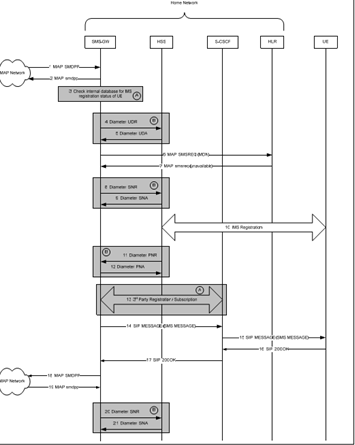 Home Network
SMSGW
HSS
S-CSCF
HLR
UE
MAP Network
1 MAP SMDPP
2 MAP smdpp
3 Check internal database for IMS
registration status of UE
A
4 Diameter UDR
B
5 Diameter UDA
6 MAP SMSREQ (MDN)
7 MAP smsreq
8 Diameter SNR
B
9 Diameter SNA
10 IMS Registration
B
11 Diameter PNR
12 Diameter PNA
A
13 3rd Party Registration / Subscription
14 SIP MESSAGE (SMS MESSAGE)
15 SIP MESSAGE (SMS MESSAGE)
16 SIP 200OK
17 SIP 200OK
MAP Network
18 MAP SMDPP
19 MAP smdpp
20 Diameter SNR
B
21 Diameter SNA